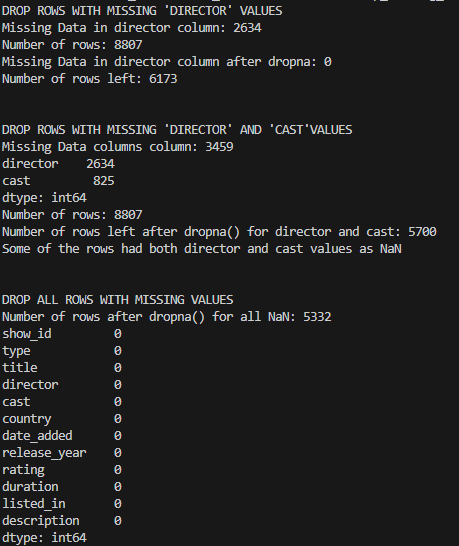 DROP ROWS WITH MISSING 'DIRECTOR' VALUES
Missing Data in director column: 2634
Number of rows: 8807
Missing Data in director column after dropna: 0
Number of rows left: 6173
DROP ROWS WITH MISSING 'DIRECTOR' AND 'CAST'VALUES
Missing Data columns column: 3459
director    2634
cast         825
dtype: int64
Number of rows: 8807
Number of rows left after dropna() for director and cast: 5700
Some of the rows had both director and cast values as NaN
DROP ALL ROWS WITH MISSING VALUES
Number of rows after dropna() for all NaN: 5332
show_id         0
type            0
title           0
director        0
cast            0
country         0
date_added      0
release_year    0
rating          0
duration        0
listed_in       0
description     0
dtype: int64